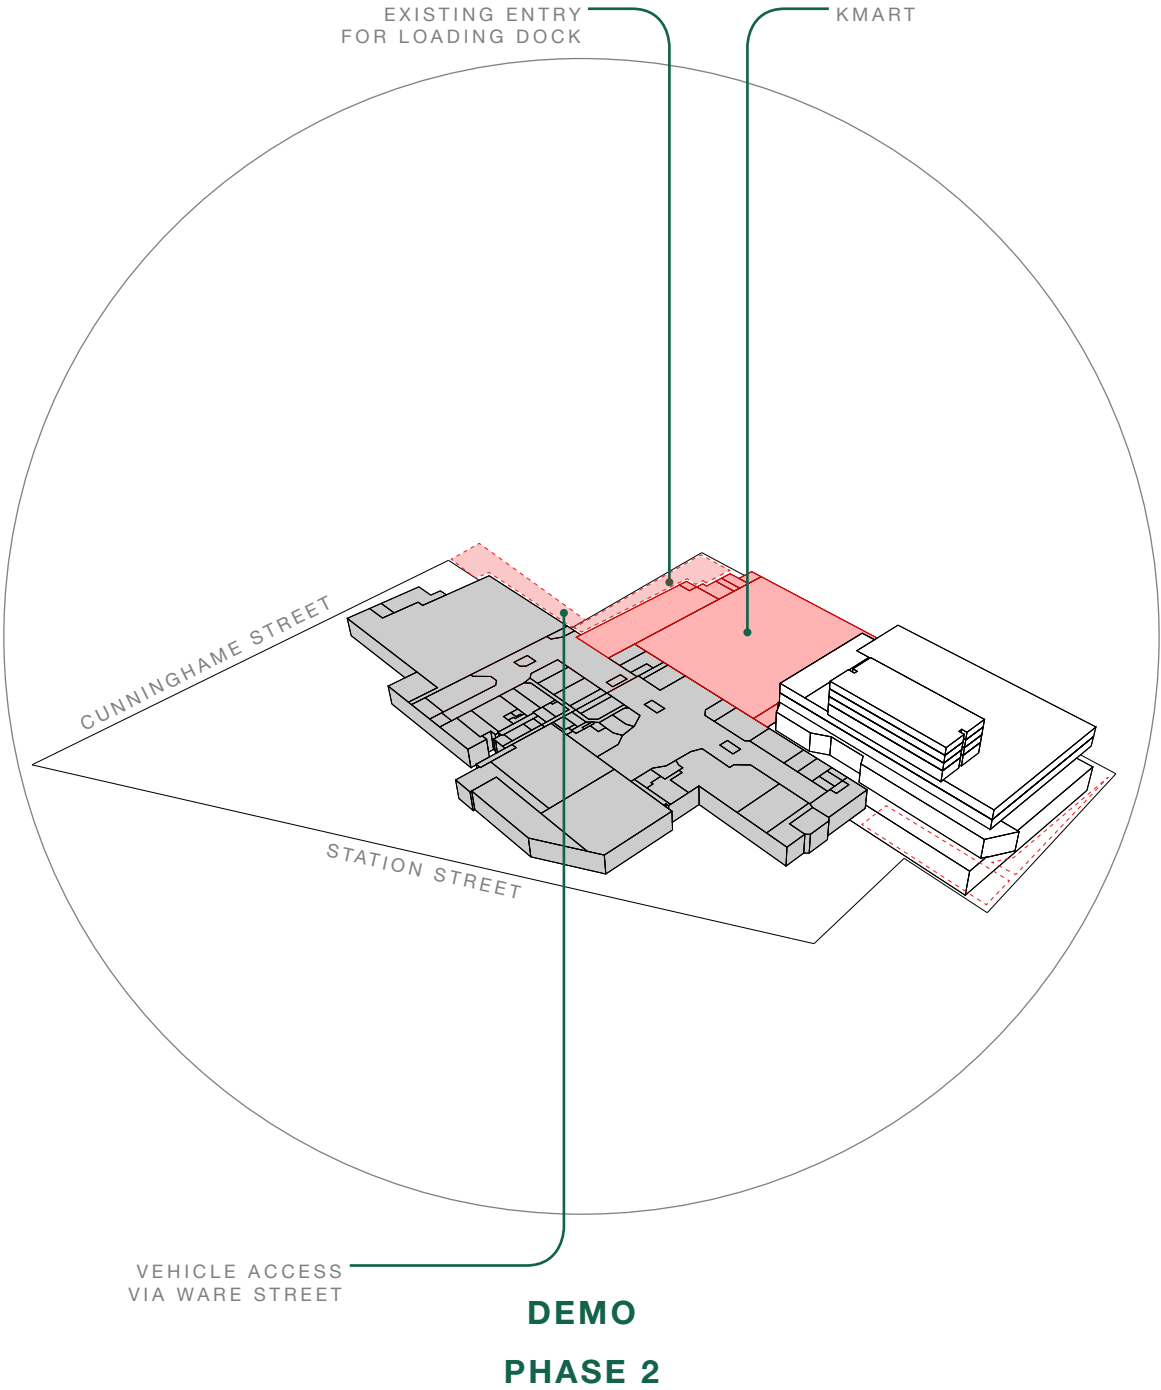 EXISTING ENTRY
FOR LOADING DOCK
KMART
CUNNINGHAME STREET
STATION STREET
VEHICLE ACCESS
VIA WARE STREET
DEMO
PHASE 2